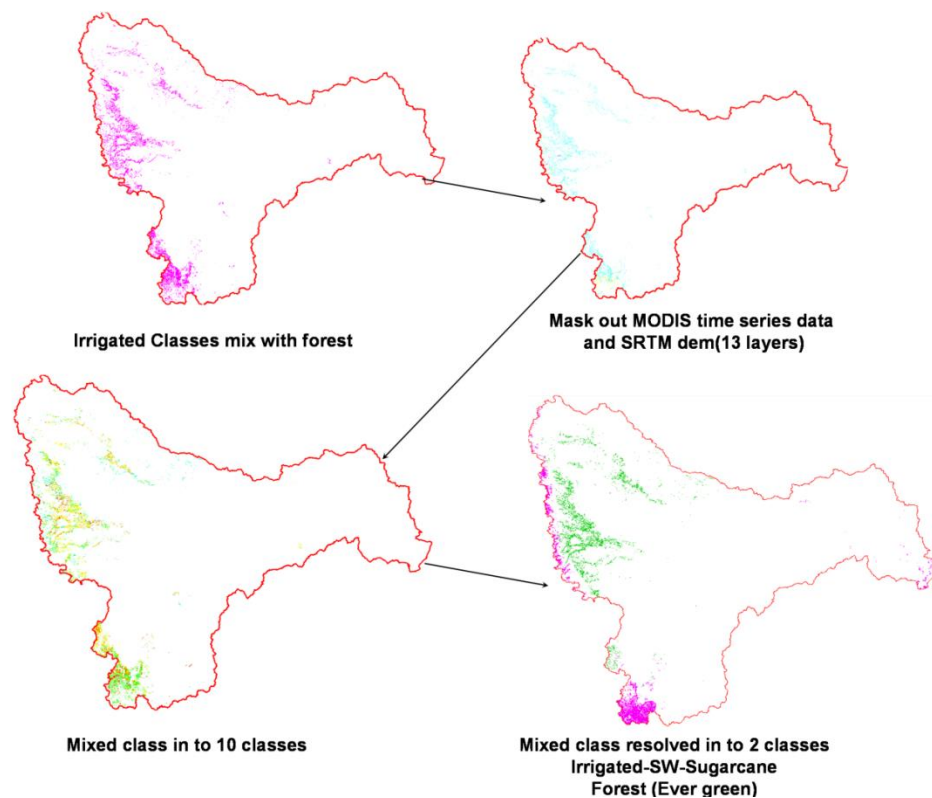 Irrigated Classes mix with forest
Mask out MODIS time series data
and SRTM dem(13 layers)
Mixed class in to 10 classes
Mixed class resolved in to 2 classes
Irrigated-SW-Sugarcane
Forest (Ever green)